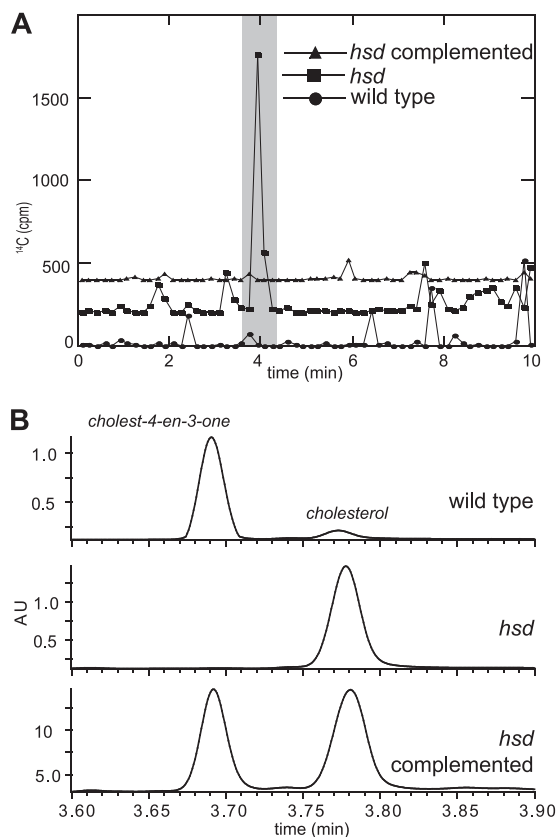 A
hsd complemented
hsd
wild type
1500
1000
500
0
¹⁴C (cpm)
0 2 4 6 8 10
time (min)
B
cholest-4-en-3-one
1.0
0.5
cholesterol
wild type
1.0
0.5
AU
hsd
10
5.0
hsd
complemented
3.60 3.65 3.70 3.75 3.80 3.85 3.90
time (min)